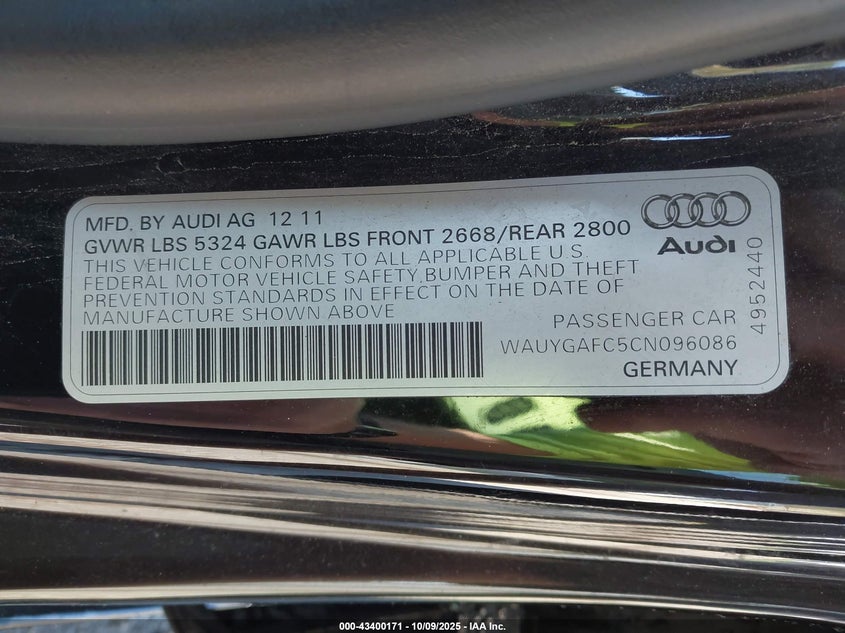 MFD. BY AUDI AG 12 11
GVWR LBS 5324 GAWR LBS FRONT 2668/REAR 2800
THIS VEHICLE CONFORMS TO ALL APPLICABLE U S
FEDERAL MOTOR VEHICLE SAFETY,BUMPER AND THEFT
PREVENTION STANDARDS IN EFFECT ON THE DATE OF
MANUFACTURE SHOWN ABOVE
Audi
4952440
PASSENGER CAR
WAUYGAFC5CN096086
GERMANY
000-43400171 - 10/09/2025 - IAA Inc.